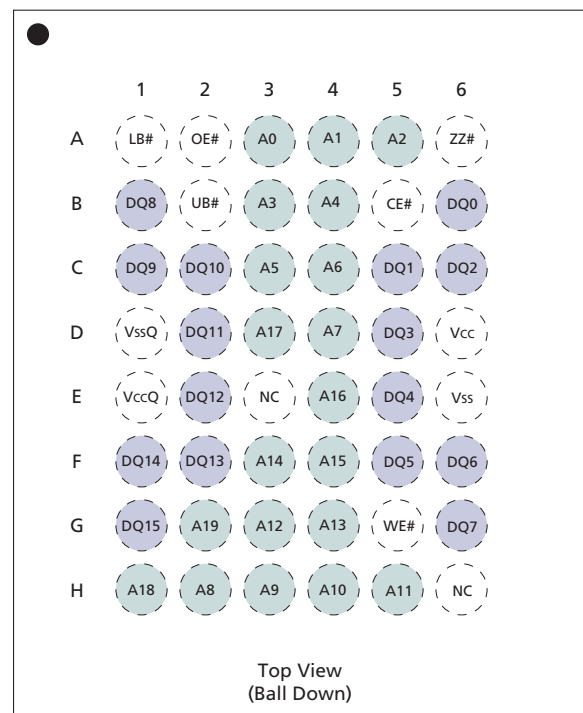 1 2 3 4 5 6
A LB# OE# A0 A1 A2 ZZ#
B DQ8 UB# A3 A4 CE# DQ0
C DQ9 DQ10 A5 A6 DQ1 DQ2
D VssQ DQ11 A17 A7 DQ3 Vcc
E VccQ DQ12 NC A16 DQ4 Vss
F DQ14 DQ13 A14 A15 DQ5 DQ6
G DQ15 A19 A12 A13 WE# DQ7
H A18 A8 A9 A10 A11 NC
Top View
(Ball Down)